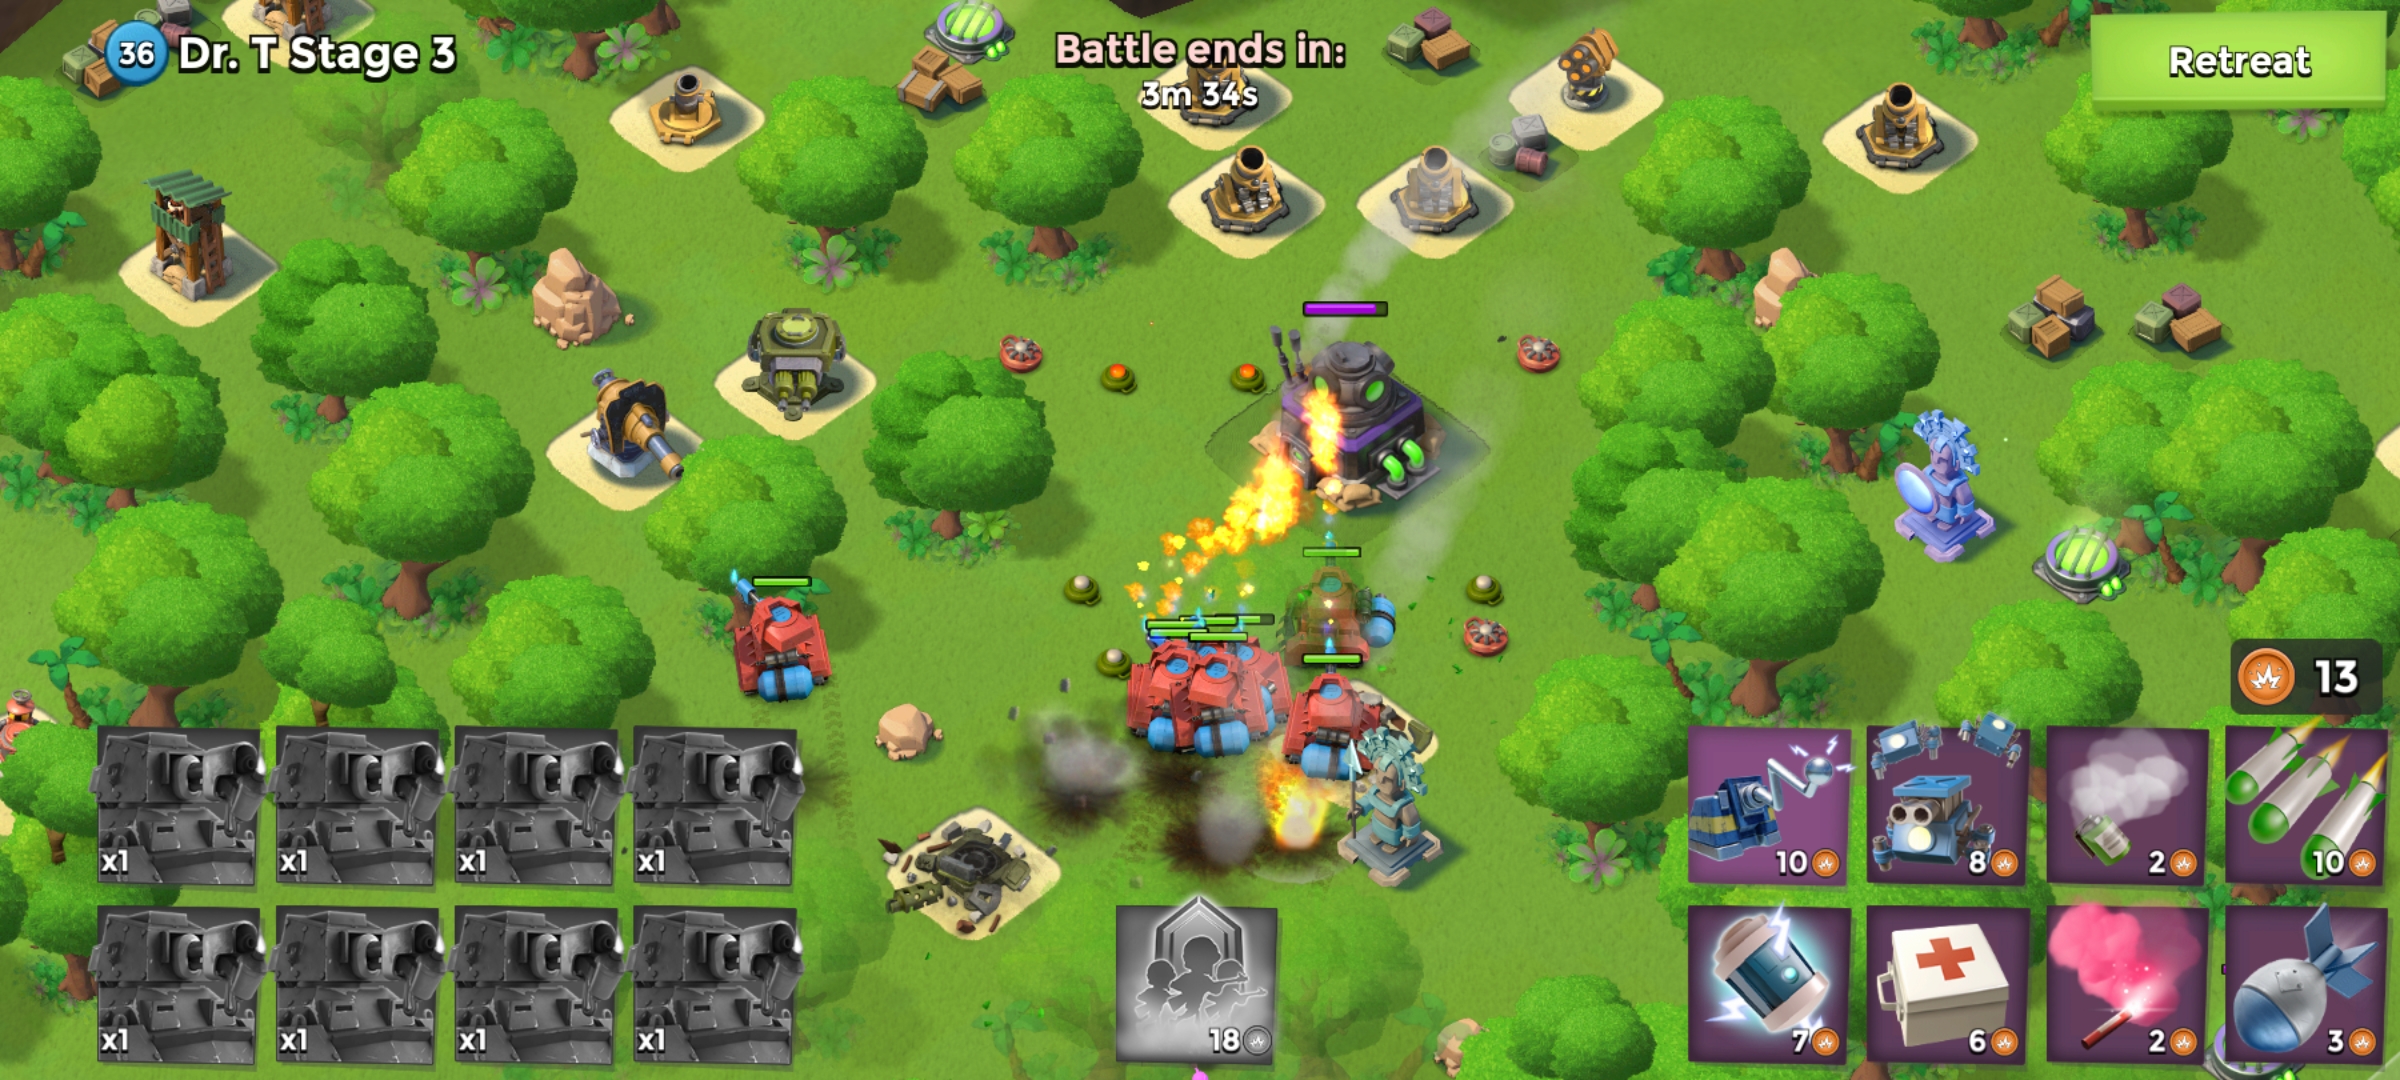 36 Dr. T Stage 3
Battle ends in:
3m 34s
Retreat
13
x1 x1 x1 x1
10 8 2 10
x1 x1 x1 x1
18
7 6 2 3